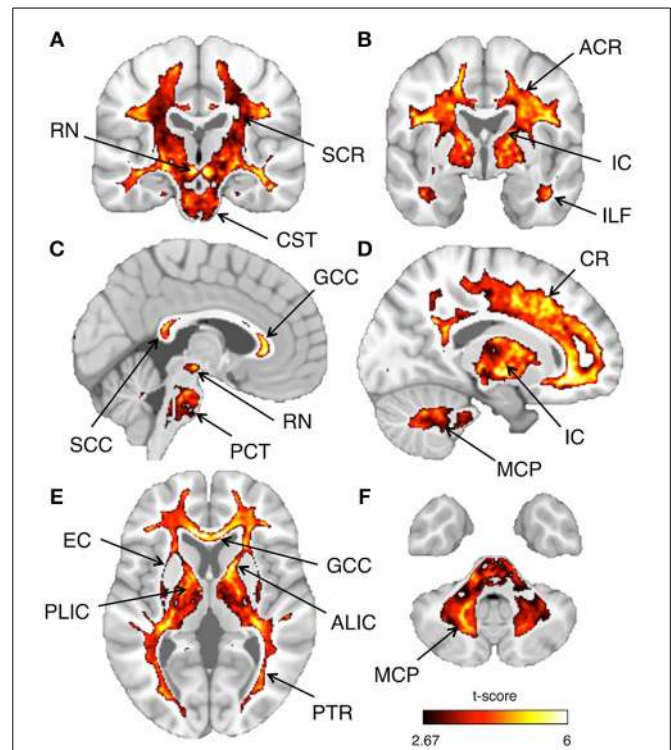 A
B
ACR
RN
SCR
IC
ILF
CST
C
GCC
D
CR
SCC
RN
PCT
IC
MCP
E
F
EC
GCC
PLIC
ALIC
MCP
PTR
t-score
2.67 6